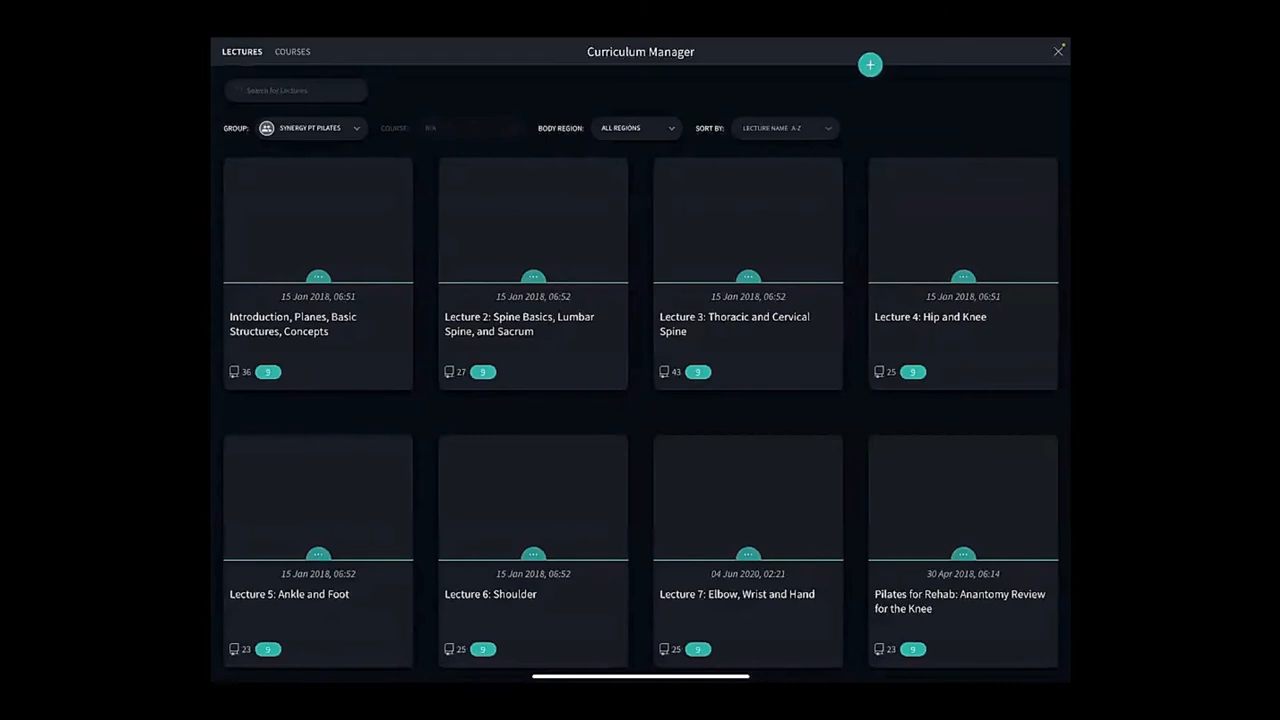 LECTURES COURSES Curriculum Manager
Search for Lectures
GROUP: SYNERGY PT PILATES COURSE: N/A BODY REGION: ALL REGIONS SORT BY: LECTURE NAME A-Z
15 Jan 2018, 06:51
Introduction, Planes, Basic
Structures, Concepts
36 9
15 Jan 2018, 06:52
Lecture 2: Spine Basics, Lumbar
Spine, and Sacrum
27 9
15 Jan 2018, 06:52
Lecture 3: Thoracic and Cervical
Spine
43 9
15 Jan 2018, 06:51
Lecture 4: Hip and Knee
25 9
15 Jan 2018, 06:52
Lecture 5: Ankle and Foot
23 9
15 Jan 2018, 06:52
Lecture 6: Shoulder
25 9
04 Jun 2020, 02:21
Lecture 7: Elbow, Wrist and Hand
25 9
30 Apr 2018, 06:14
Pilates for Rehab: Anantomy Review
for the Knee
23 9